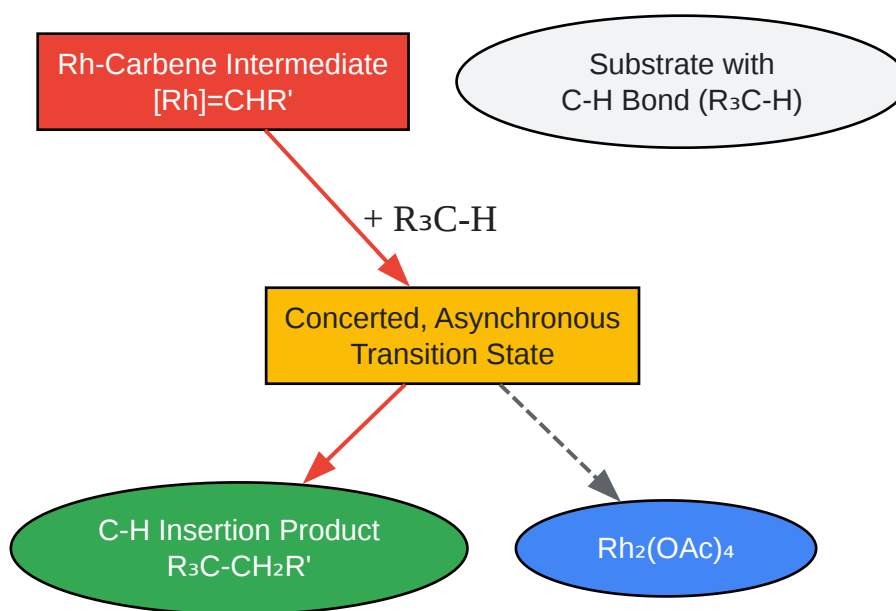 Rh-Carbene Intermediate
[Rh]=CHR'
Substrate with
C-H Bond (R₃C-H)
+ R₃C-H
Concerted, Asynchronous
Transition State
C-H Insertion Product
R₃C-CH₂R'
Rh₂(OAc)₄